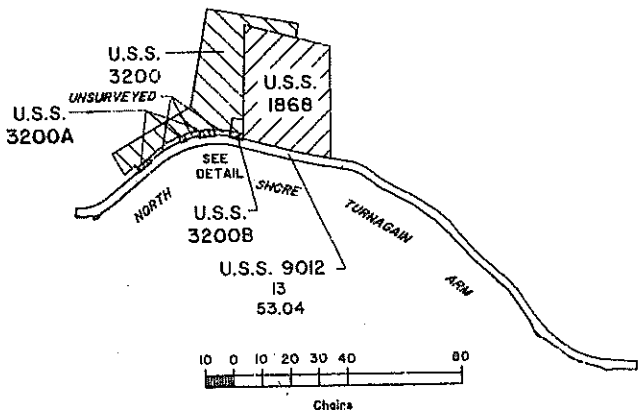 U.S.S.
3200
UNSURVEYED
U.S.S.
3200A
U.S.S.
1868
SEE
DETAIL
NORTH
SHORE
TURNAGAIN
ARM
U.S.S.
3200B
U.S.S. 9012
13
53.04
10 0 10 20 30 40 80
Chains